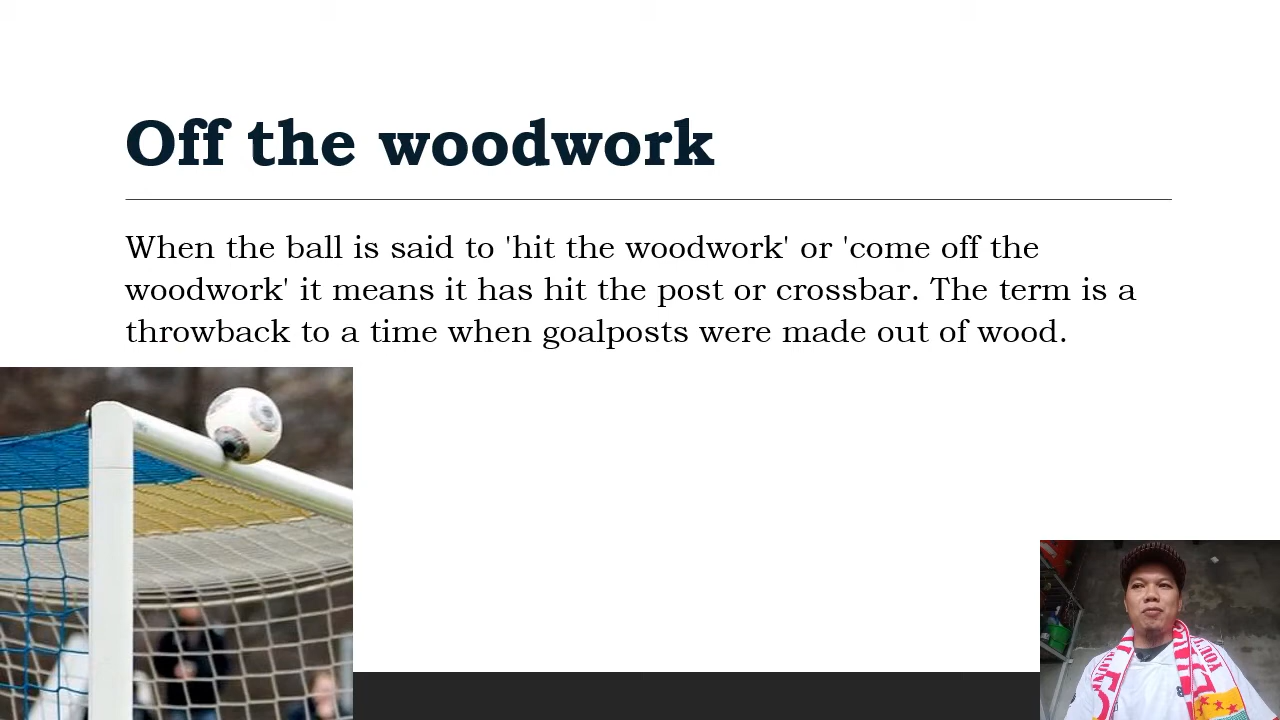 Off the woodwork
When the ball is said to 'hit the woodwork' or 'come off the
woodwork' it means it has hit the post or crossbar. The term is a
throwback to a time when goalposts were made out of wood.